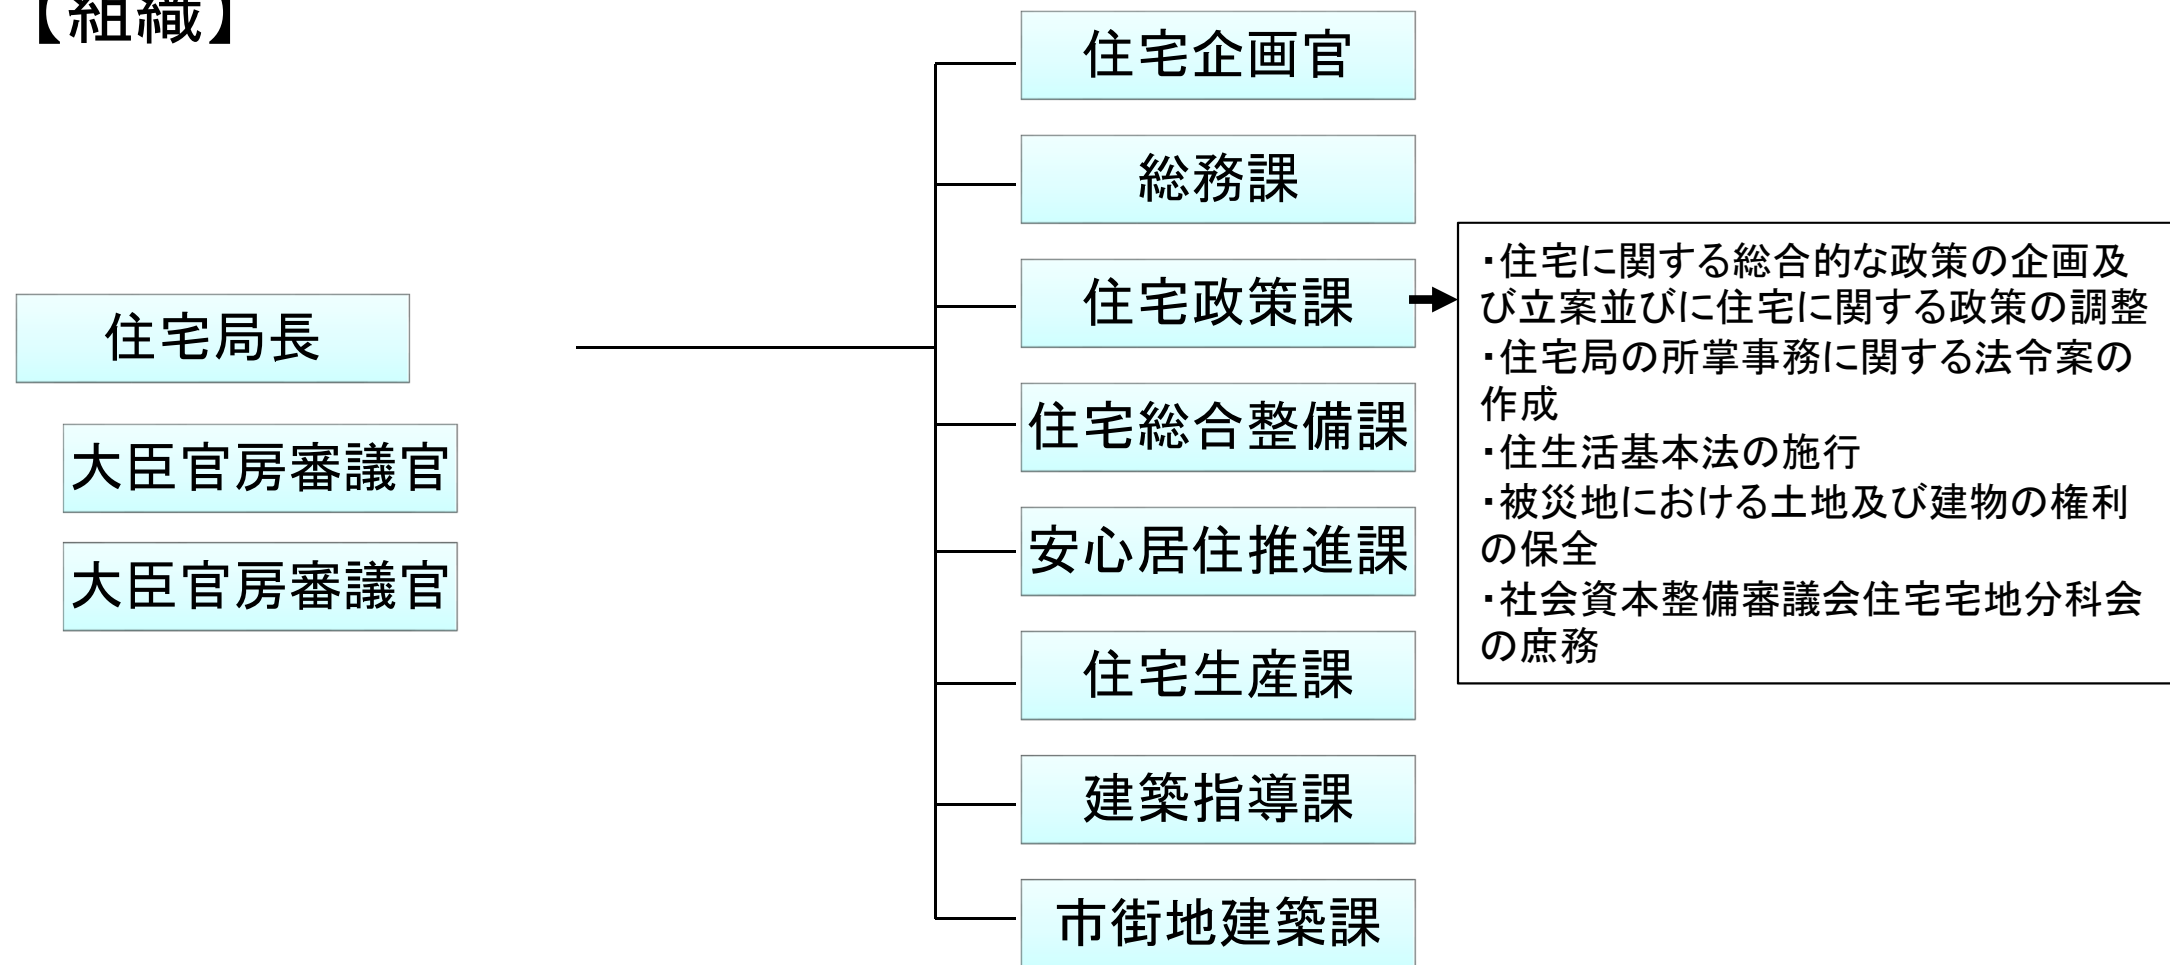 【組織】
住宅局長
大臣官房審議官
大臣官房審議官
住宅企画官
総務課
住宅政策課
住宅総合整備課
安心居住推進課
住宅生産課
建築指導課
市街地建築課
・住宅に関する総合的な政策の企画及
び立案並びに住宅に関する政策の調整
・住宅局の所掌事務に関する法令案の
作成
・住生活基本法の施行
・被災地における土地及び建物の権利
の保全
・社会資本整備審議会住宅宅地分科会
の庶務